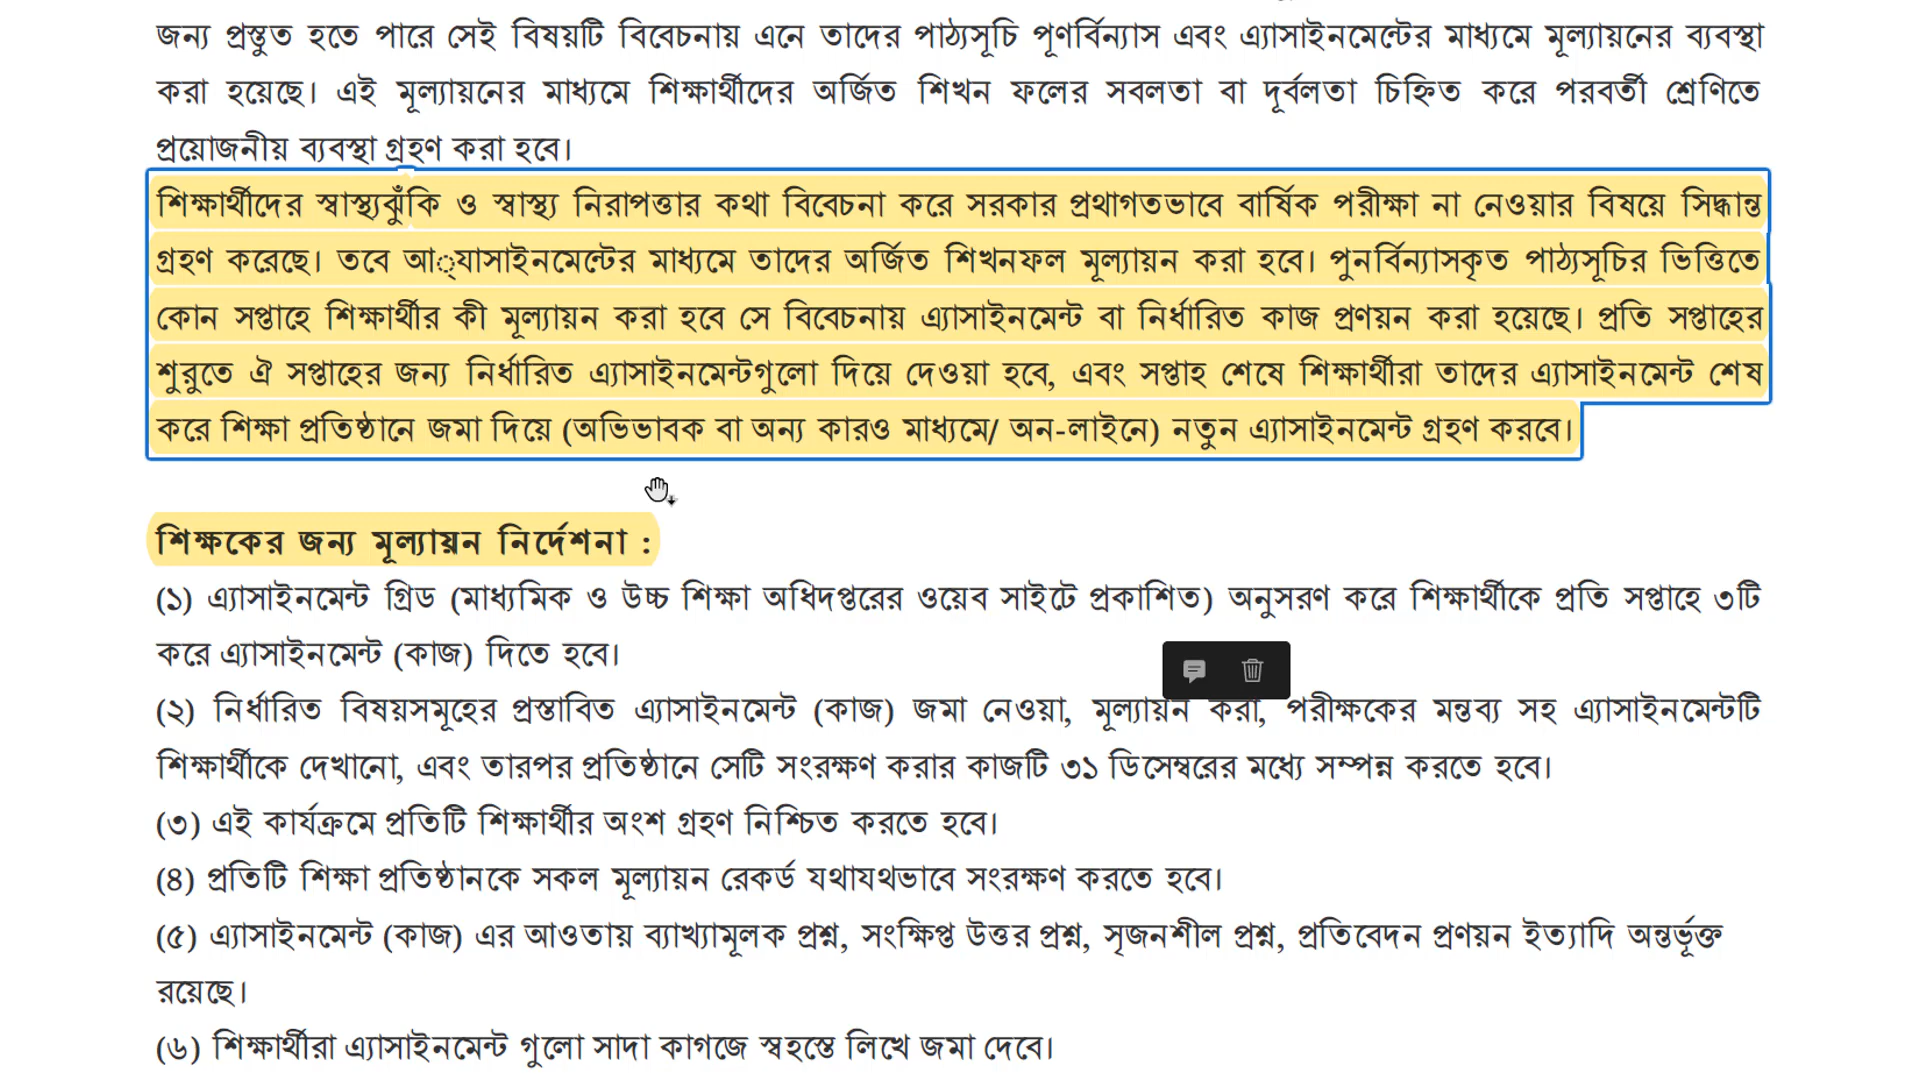 জন্য প্রস্তুত হতে পারে সেই বিষয়টি বিবেচনায় এনে তাদের পাঠ্যসূচি পূণর্বিন্যাস এবং এ্যাসাইনমেন্টের মাধ্যমে মূল্যায়নের ব্যবস্থা
করা হয়েছে। এই মূল্যায়নের মাধ্যমে শিক্ষার্থীদের অর্জিত শিখন ফলের সবলতা বা দূর্বলতা চিহ্নিত করে পরবর্তী শ্রেণিতে
প্রয়োজনীয় ব্যবস্থা গ্রহণ করা হবে।
শিক্ষার্থীদের স্বাস্থ্যঝুঁকি ও স্বাস্থ্য নিরাপত্তার কথা বিবেচনা করে সরকার প্রথাগতভাবে বার্ষিক পরীক্ষা না নেওয়ার বিষয়ে সিদ্ধান্ত
গ্রহণ করেছে। তবে আ্যাসাইনমেন্টের মাধ্যমে তাদের অর্জিত শিখনফল মূল্যায়ন করা হবে। পুনর্বিন্যাসকৃত পাঠ্যসূচির ভিত্তিতে
কোন সপ্তাহে শিক্ষার্থীর কী মূল্যায়ন করা হবে সে বিবেচনায় এ্যাসাইনমেন্ট বা নির্ধারিত কাজ প্রণয়ন করা হয়েছে। প্রতি সপ্তাহের
শুরুতে ঐ সপ্তাহের জন্য নির্ধারিত এ্যাসাইনমেন্টগুলো দিয়ে দেওয়া হবে, এবং সপ্তাহ শেষে শিক্ষার্থীরা তাদের এ্যাসাইনমেন্ট শেষ
করে শিক্ষা প্রতিষ্ঠানে জমা দিয়ে (অভিভাবক বা অন্য কারও মাধ্যমে/ অন-লাইনে) নতুন এ্যাসাইনমেন্ট গ্রহণ করবে।
শিক্ষকের জন্য মূল্যায়ন নির্দেশনা :
(১) এ্যাসাইনমেন্ট গ্রিড (মাধ্যমিক ও উচ্চ শিক্ষা অধিদপ্তরের ওয়েব সাইটে প্রকাশিত) অনুসরণ করে শিক্ষার্থীকে প্রতি সপ্তাহে ৩টি
করে এ্যাসাইনমেন্ট (কাজ) দিতে হবে।
(২) নির্ধারিত বিষয়সমূহের প্রস্তাবিত এ্যাসাইনমেন্ট (কাজ) জমা নেওয়া, মূল্যায়ন করা, পরীক্ষকের মন্তব্য সহ এ্যাসাইনমেন্টটি
শিক্ষার্থীকে দেখানো, এবং তারপর প্রতিষ্ঠানে সেটি সংরক্ষণ করার কাজটি ৩১ ডিসেম্বরের মধ্যে সম্পন্ন করতে হবে।
(৩) এই কার্যক্রমে প্রতিটি শিক্ষার্থীর অংশ গ্রহণ নিশ্চিত করতে হবে।
(৪) প্রতিটি শিক্ষা প্রতিষ্ঠানকে সকল মূল্যায়ন রেকর্ড যথাযথভাবে সংরক্ষণ করতে হবে।
(৫) এ্যাসাইনমেন্ট (কাজ) এর আওতায় ব্যাখ্যামূলক প্রশ্ন, সংক্ষিপ্ত উত্তর প্রশ্ন, সৃজনশীল প্রশ্ন, প্রতিবেদন প্রণয়ন ইত্যাদি অন্তর্ভূক্ত
রয়েছে।
(৬) শিক্ষার্থীরা এ্যাসাইনমেন্ট গুলো সাদা কাগজে স্বহস্তে লিখে জমা দেবে।